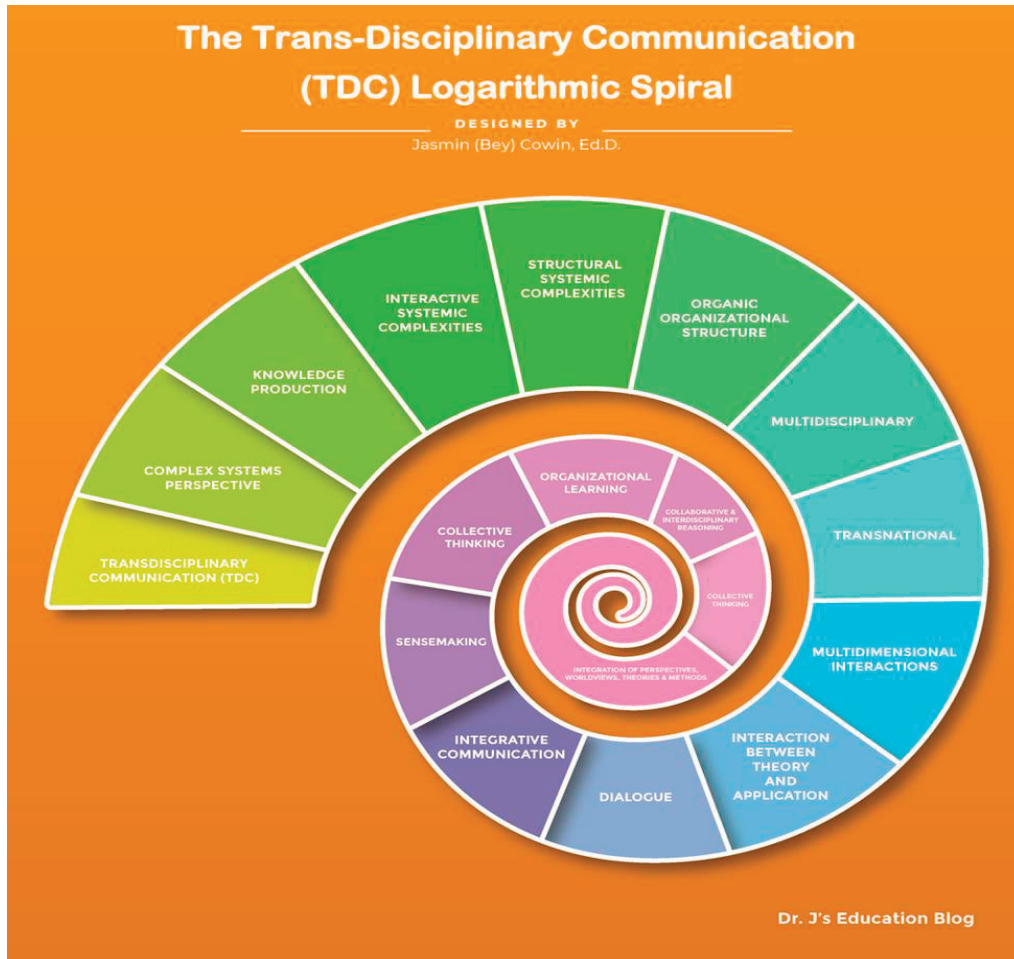 The Trans-Disciplinary Communication
(TDC) Logarithmic Spiral
DESIGNED BY
Jasmin (Bey) Cowin, Ed.D.
TRANSDISCIPLINARY
COMMUNICATION (TDC)
COMPLEX SYSTEMS
PERSPECTIVE
KNOWLEDGE
PRODUCTION
INTERACTIVE
SYSTEMIC
COMPLEXITIES
STRUCTURAL
SYSTEMIC
COMPLEXITIES
ORGANIC
ORGANIZATIONAL
STRUCTURE
MULTIDISCIPLINARY
TRANSNATIONAL
MULTIDIMENSIONAL
INTERACTIONS
INTERACTION
BETWEEN
THEORY
AND
APPLICATION
DIALOGUE
INTEGRATIVE
COMMUNICATION
SENSEMAKING
COLLECTIVE
THINKING
ORGANIZATIONAL
LEARNING
COLLABORATIVE &
INTERDISCIPLINARY
REASONING
COLLECTIVE
THINKING
INTEGRATION OF PERSPECTIVES,
WORLDVIEWS, THEORIES & METHODS
Dr. J's Education Blog